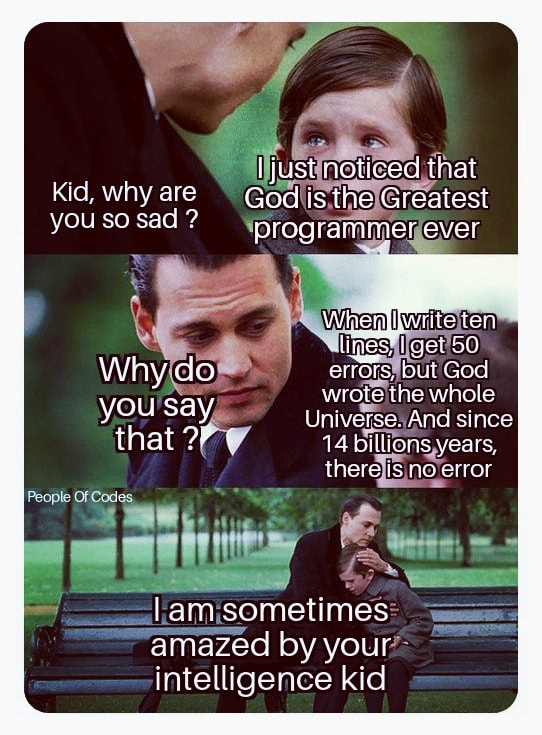 Kid, why are
you so sad ?
I just noticed that
God is the Greatest
programmer ever
Why do
you say
that ?
When I write ten
lines, I get 50
errors, but God
wrote the whole
Universe. And since
14 billions years,
there is no error
People Of Codes
I am sometimes
amazed by your
intelligence kid